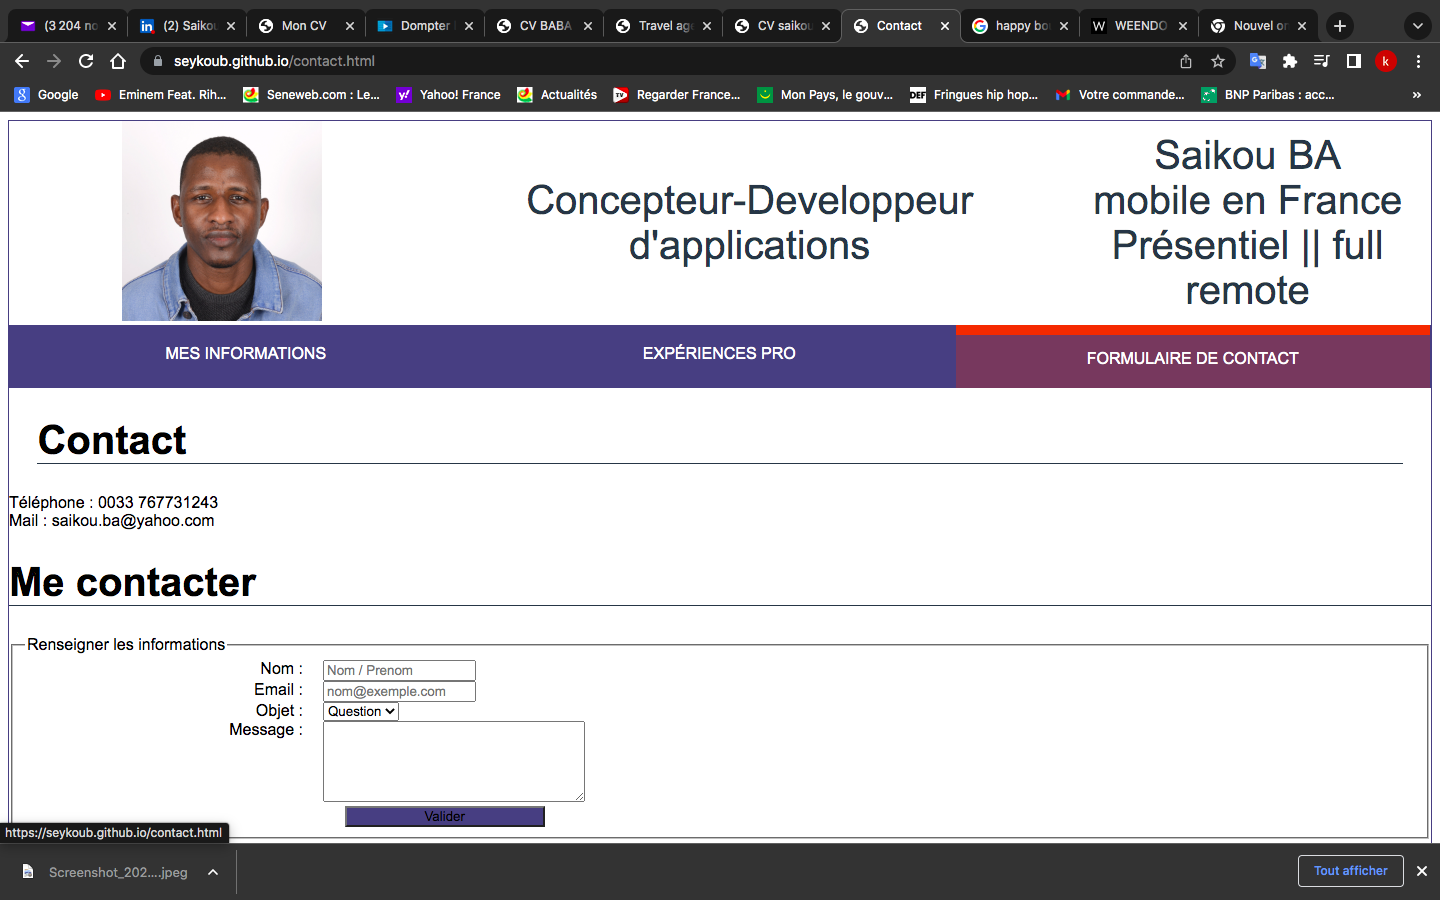 (3 204 no
(2) Saikou
Mon CV
Dompter
CV BABA
Travel age
CV saikou
Contact
happy bo
WEENDO
Nouvel on
seykoub.github.io/contact.html
k
Google
Eminem Feat. Rih...
Seneweb.com : Le...
Yahoo! France
Actualités
Regarder France...
Mon Pays, le gouv...
DEF Fringues hip hop...
Votre commande...
BNP Paribas : acc...
»
Concepteur-Developpeur
d'applications
Saikou BA
mobile en France
Présentiel || full
remote
MES INFORMATIONS
EXPÉRIENCES PRO
FORMULAIRE DE CONTACT
Contact
Téléphone : 0033 767731243
Mail : saikou.ba@yahoo.com
Me contacter
Renseigner les informations
Nom : Nom / Prenom
Email : nom@exemple.com
Objet : Question
Message :
Valider
https://seykoub.github.io/contact.html
Screenshot_202....jpeg
Tout afficher